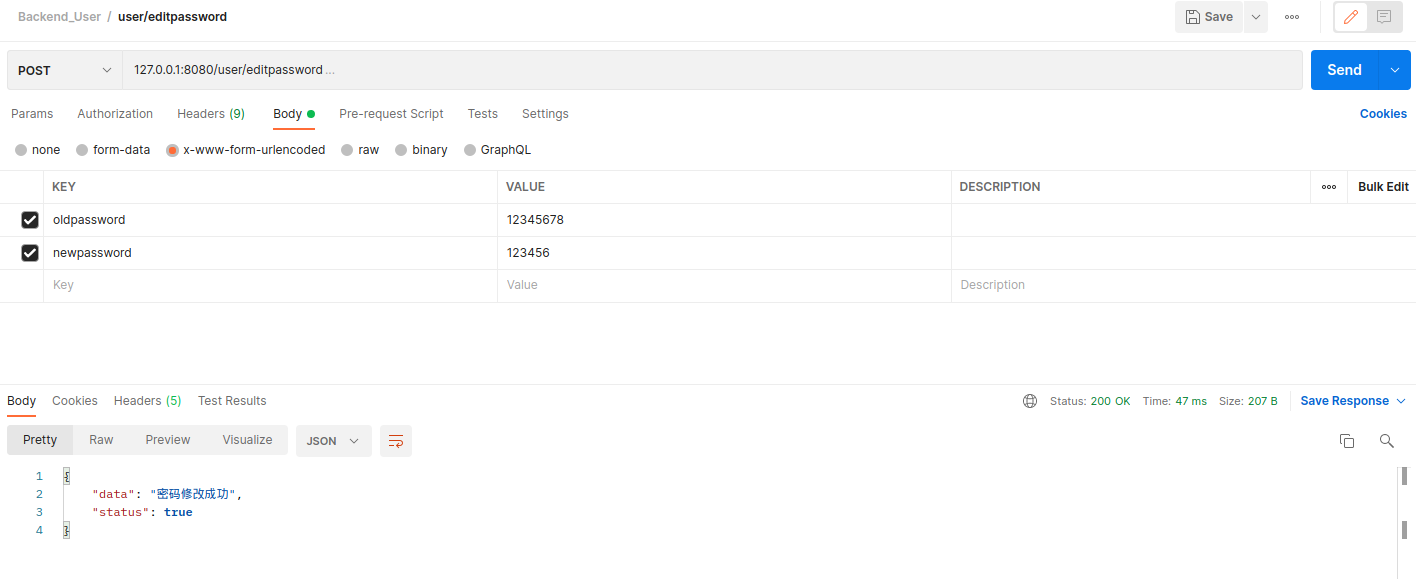 Backend_User / user/editpassword
Save
POST
127.0.0.1:8080/user/editpassword ...
Send
Params Authorization Headers (9) Body Pre-request Script Tests Settings Cookies
none form-data x-www-form-urlencoded raw binary GraphQL
KEY VALUE DESCRIPTION Bulk Edit
oldpassword 12345678
newpassword 123456
Key Value Description
Body Cookies Headers (5) Test Results Status: 200 OK Time: 47 ms Size: 207 B Save Response
Pretty Raw Preview Visualize JSON
1 {
2 "data": "密码修改成功",
3 "status": true
4 }